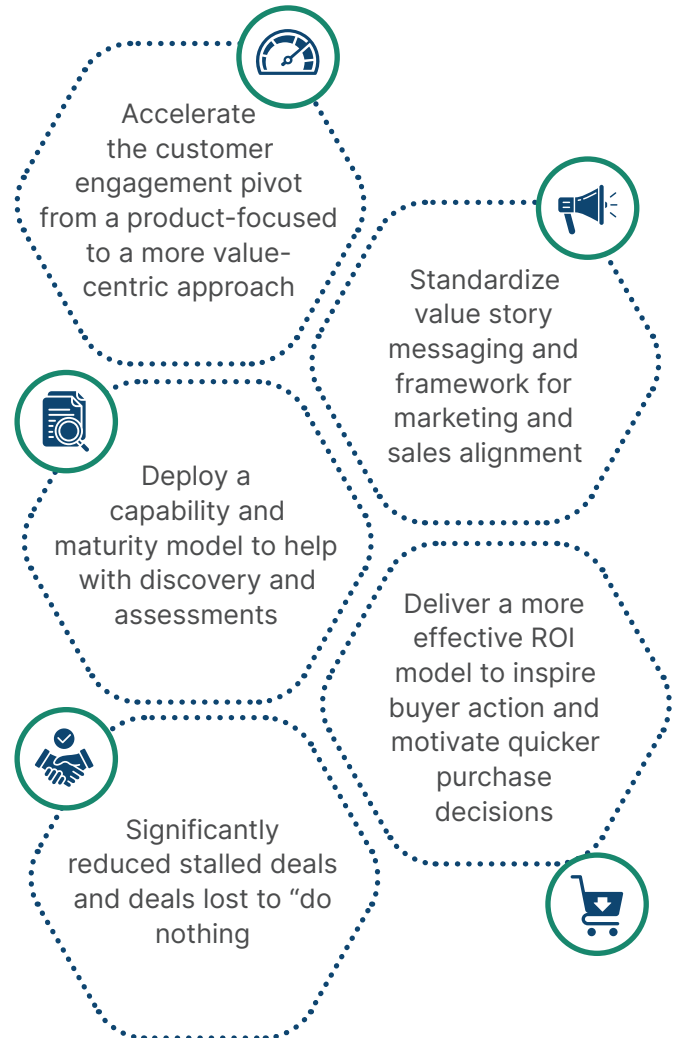 Accelerate
the customer
engagement pivot
from a product-focused
to a more value-
centric approach
Standardize
value story
messaging and
framework for
marketing and
sales alignment
Deploy a
capability and
maturity model to help
with discovery and
assessments
Deliver a more
effective ROI
model to inspire
buyer action and
motivate quicker
purchase
decisions
Significantly
reduced stalled deals
and deals lost to “do
nothing